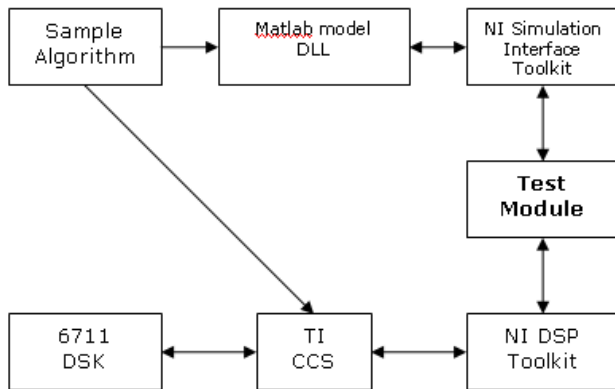 Sample
Algorithm
Matlab model
DLL
NI Simulation
Interface
Toolkit
Test
Module
6711
DSK
TI
CCS
NI DSP
Toolkit